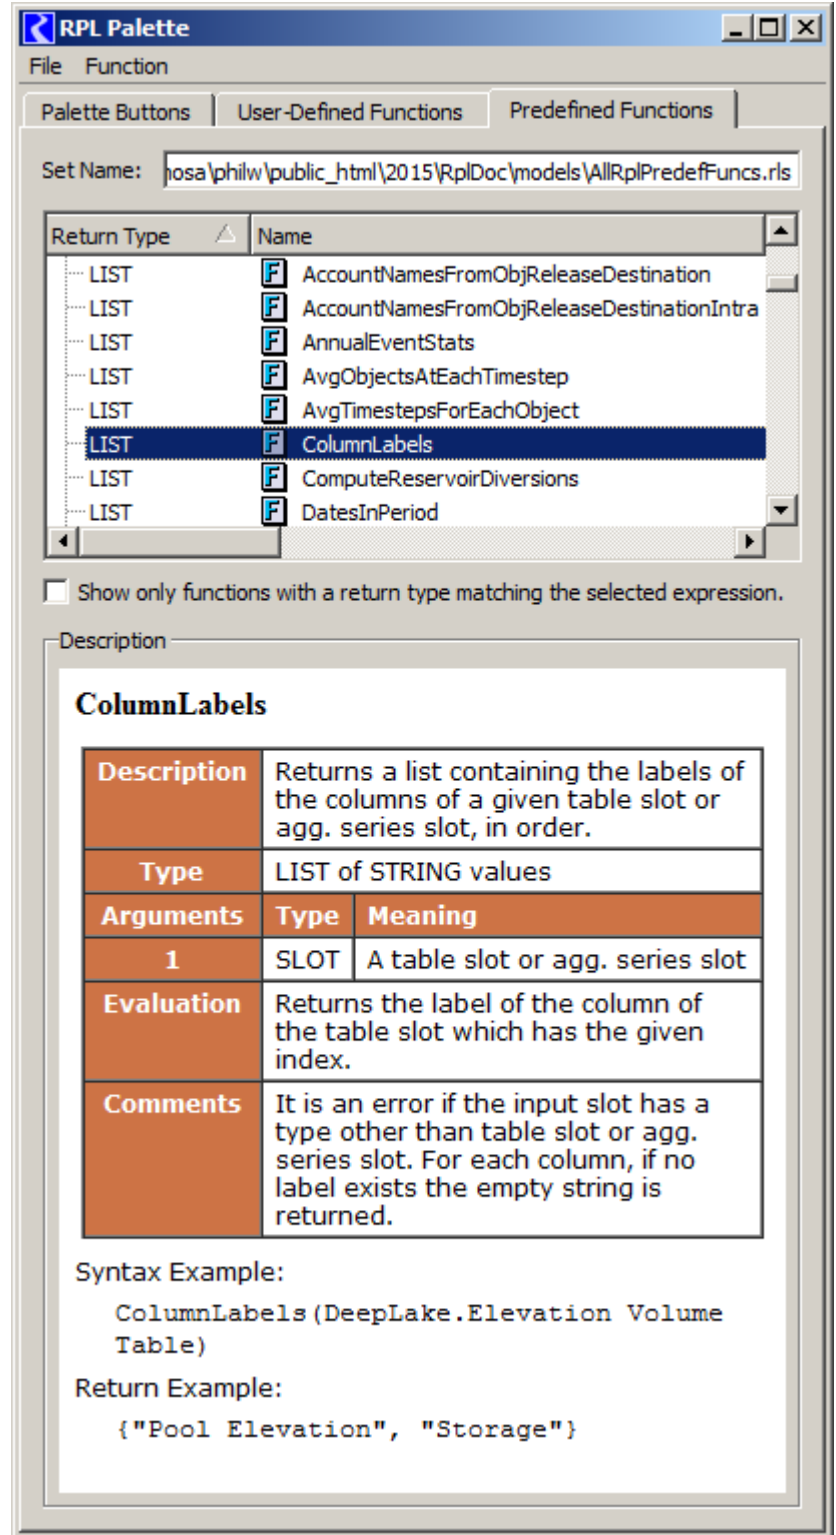 RPL Palette
File Function
Palette Buttons User-Defined Functions Predefined Functions
Set Name: nosa\philw\public_html\2015\RplDoc\models\AllRplPredefFuncs.rls
Return Type Name
LIST F AccountNamesFromObjReleaseDestination
LIST F AccountNamesFromObjReleaseDestinationIntra
LIST F AnnualEventStats
LIST F AvgObjectsAtEachTimestep
LIST F AvgTimestepsForEachObject
LIST F ColumnLabels
LIST F ComputeReservoirDiversions
LIST F DatesInPeriod
Show only functions with a return type matching the selected expression.
Description
ColumnLabels
Description Returns a list containing the labels of
the columns of a given table slot or
agg. series slot, in order.
Type LIST of STRING values
Arguments Type Meaning
1 SLOT A table slot or agg. series slot
Evaluation Returns the label of the column of
the table slot which has the given
index.
Comments It is an error if the input slot has a
type other than table slot or agg.
series slot. For each column, if no
label exists the empty string is
returned.
Syntax Example:
ColumnLabels(DeepLake.Elevation Volume
Table)
Return Example:
{"Pool Elevation", "Storage"}